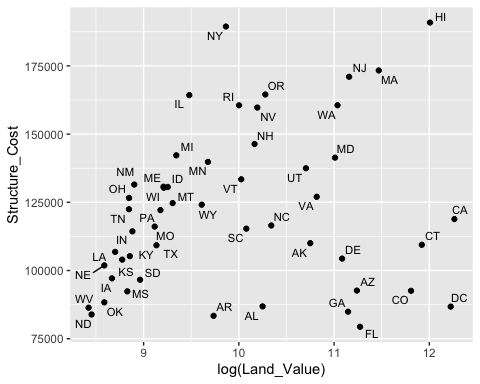 HI
NY
175000
NJ
MA
OR
IL
RI
NV
WA
150000
NH
MI
MD
MN
NM
ME
ID
UT
OH
VT
125000
WI
MT
VA
WY
CA
TN
PA
NC
MO
SC
CT
IN
AK
KY
TX
DE
LA
100000
NE
KS
SD
IA
AZ
MS
CO
DC
WV
OK
AR
AL
GA
ND
FL
75000
9
10
11
12
log(Land_Value)
Structure_Cost